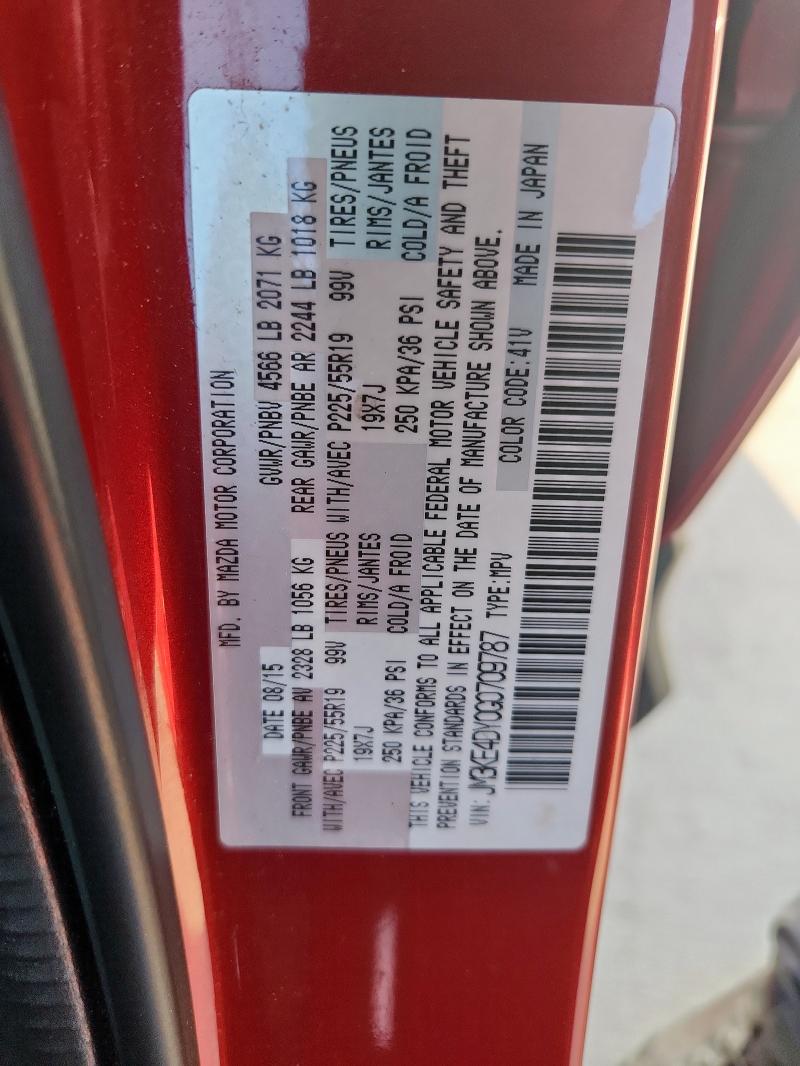 MFD. BY MAZDA MOTOR CORPORATION
DATE 08/15 GVWR/PNBV 4566 LB 2071 KG
FRONT GAWR/PNBE AV 2328 LB 1056 KG REAR GAWR/PNBE AR 2244 LB 1018 KG
WITH/AVEC P225/55R19 99V TIRES/PNEUS WITH/AVEC P225/55R19 99V TIRES/PNEUS
19X7J RIMS/JANTES 19X7J RIMS/JANTES
250 KPA/36 PSI COLD/A FROID 250 KPA/36 PSI COLD/A FROID
THIS VEHICLE CONFORMS TO ALL APPLICABLE FEDERAL MOTOR VEHICLE SAFETY AND THEFT
PREVENTION STANDARDS IN EFFECT ON THE DATE OF MANUFACTURE SHOWN ABOVE.
VIN: JM3KE4DY0G0709787 TYPE:MPV
COLOR CODE:41V MADE IN JAPAN